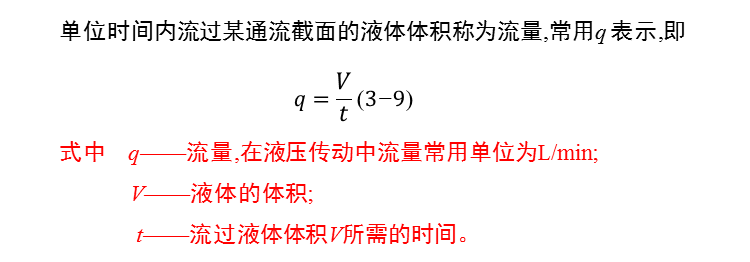 单位时间内流过某通流截面的液体体积称为流量,常用q 表示,即
q = V/t (3−9)
式中 q——流量,在液压传动中流量常用单位为L/min;
V——液体的体积;
t——流过液体体积V所需的时间。